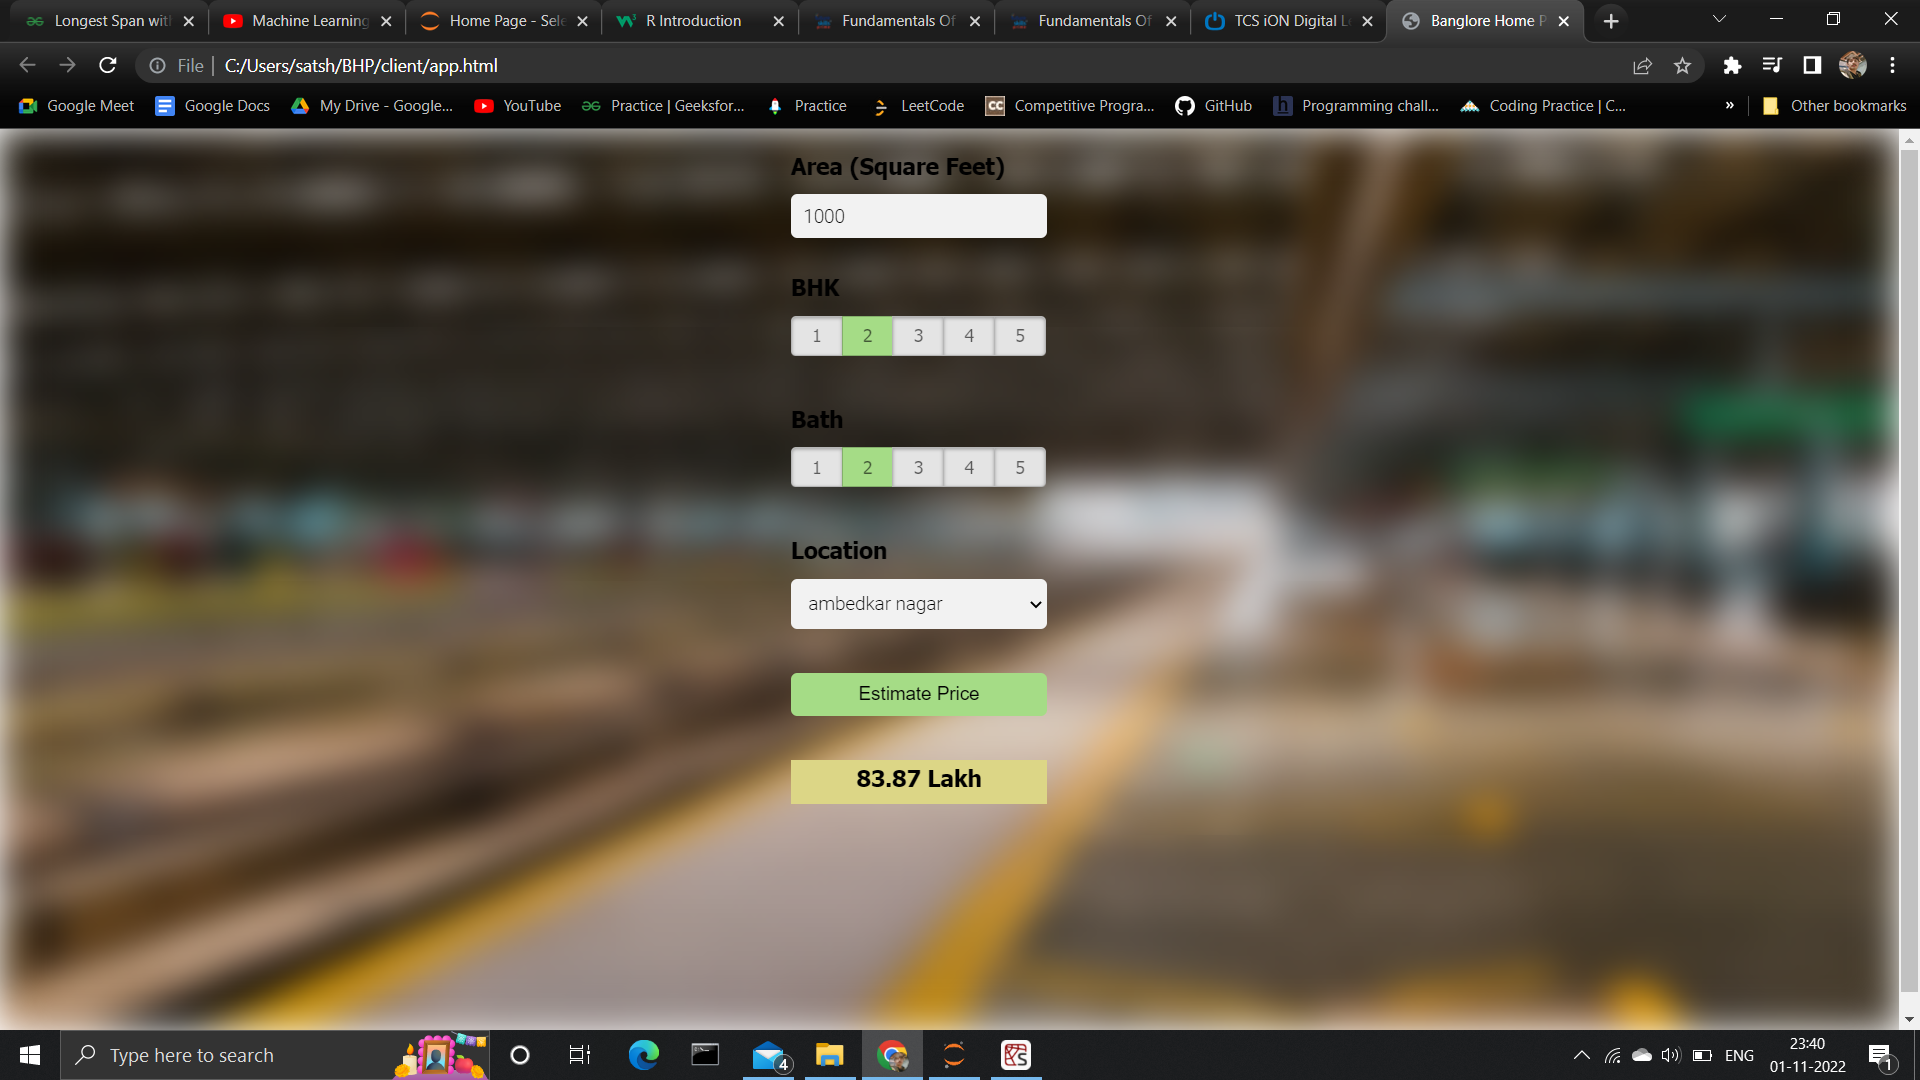 Longest Span wit
Machine Learning
Home Page - Sele
R Introduction
Fundamentals Of
Fundamentals Of
TCS iON Digital Le
Banglore Home P
File
C:/Users/satsh/BHP/client/app.html
Google Meet
Google Docs
My Drive - Google...
YouTube
Practice | Geeksfor...
Practice
LeetCode
CC
Competitive Progra...
GitHub
h
Programming chall...
Coding Practice | C...
»
Other bookmarks
Area (Square Feet)
1000
BHK
1 2 3 4 5
Bath
1 2 3 4 5
Location
ambedkar nagar
Estimate Price
83.87 Lakh
Type here to search
4
ENG
23:40
01-11-2022
1